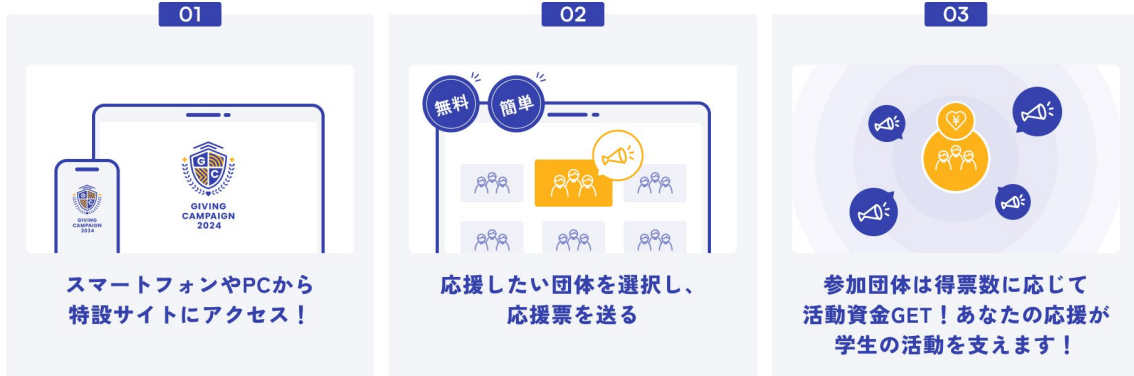 01
GC
GIVING
CAMPAIGN
2024
GC
GIVING
CAMPAIGN
2024
スマートフォンやPCから
特設サイトにアクセス！
02
無料
簡単
応援したい団体を選択し、
応援票を送る
03
¥
参加団体は得票数に応じて
活動資金GET！あなたの応援が
学生の活動を支えます！